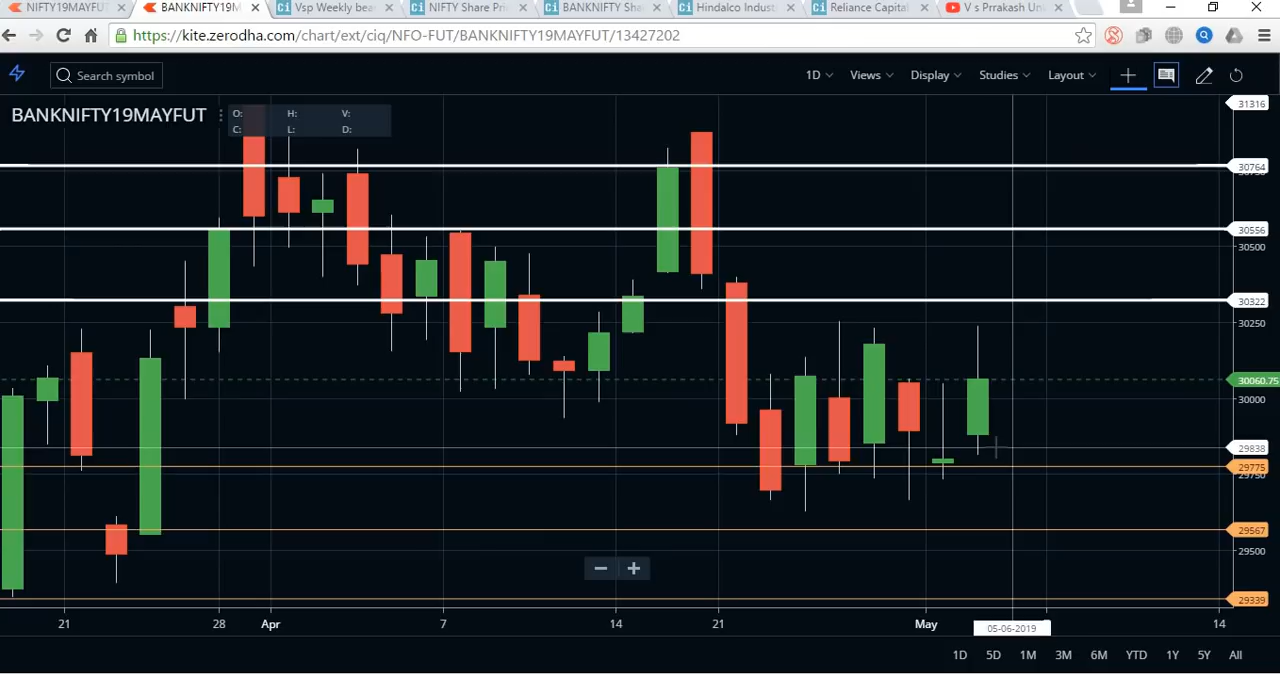 NIFTY19MAYFUT
BANKNIFTY19M
Vsp Weekly bea
NIFTY Share Pri
BANKNIFTY Sha
Hindalco Indust
Reliance Capital
V s Prrakash Un
https://kite.zerodha.com/chart/ext/ciq/NFO-FUT/BANKNIFTY19MAYFUT/13427202
Search symbol
1D Views Display Studies Layout
BANKNIFTY19MAYFUT
O: H: V:
C: L: D:
31316
30764
30556
30500
30322
30250
30060.75
30000
29838
29775
29567
29500
29339
21 28 Apr 7 14 21 May 14
05-06-2019
1D 5D 1M 3M 6M YTD 1Y 5Y All